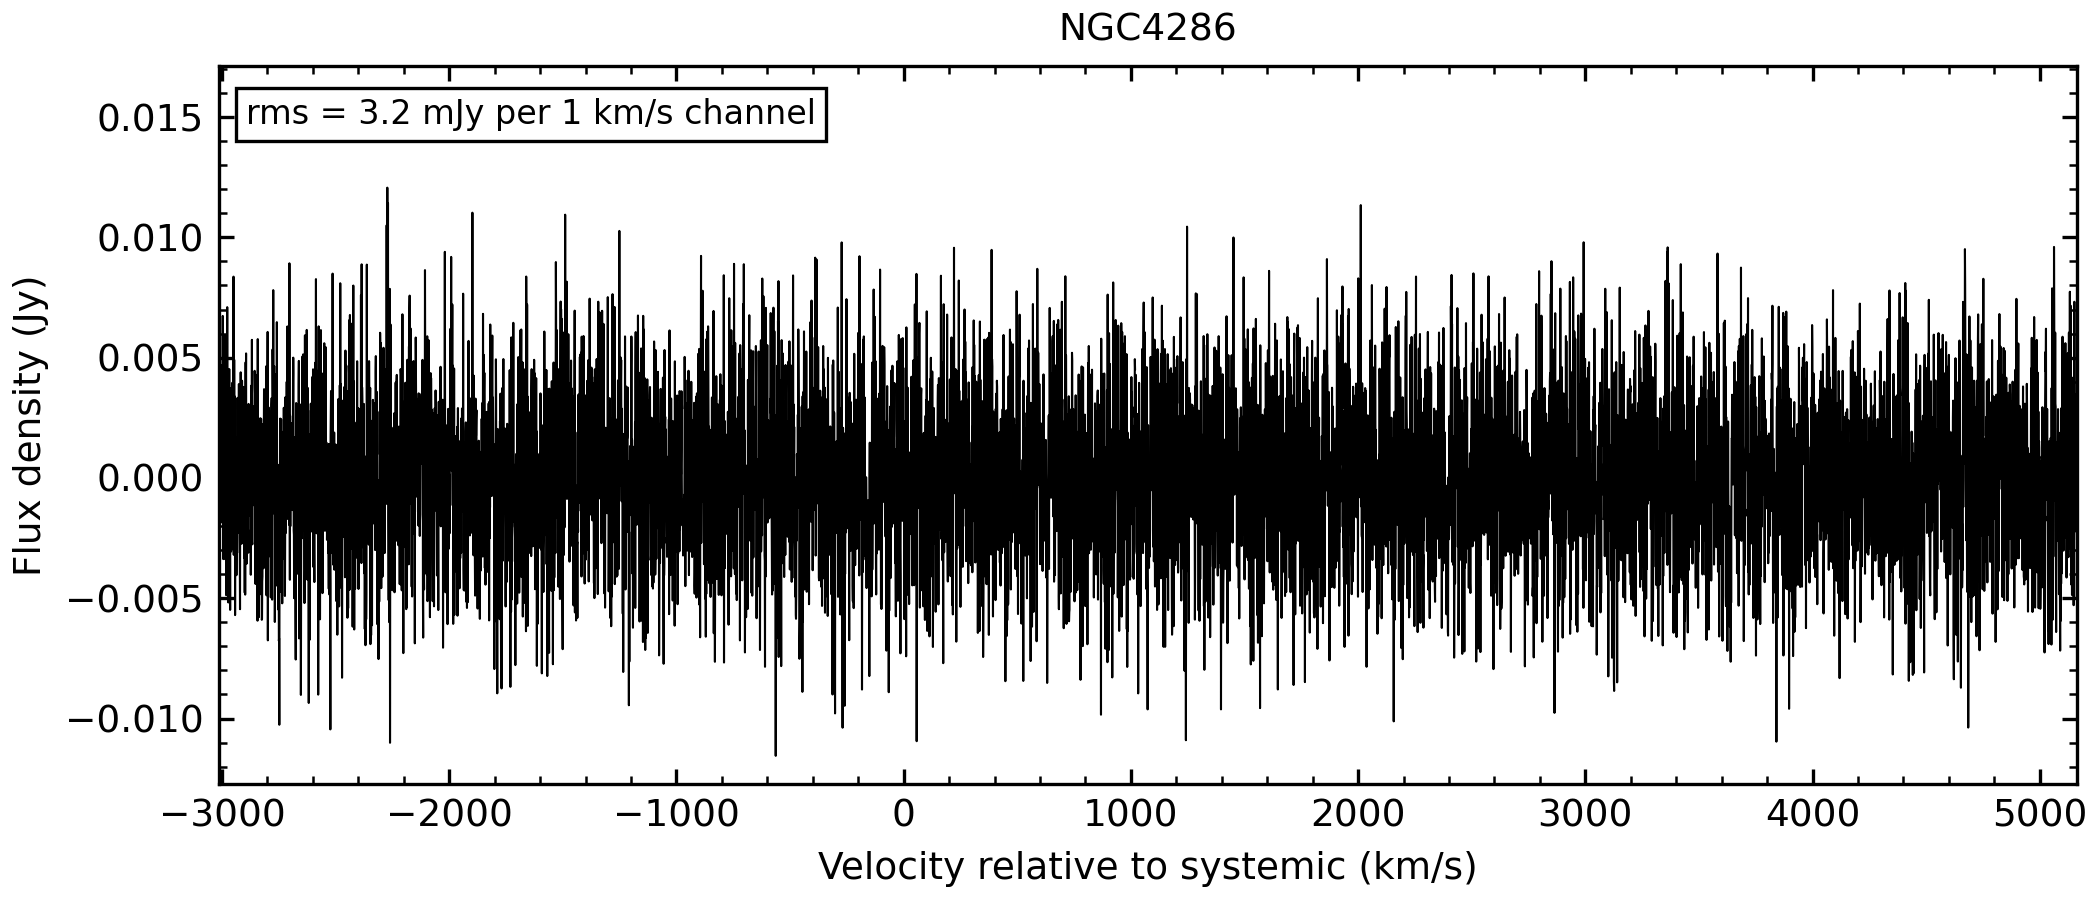 NGC4286
rms = 3.2 mJy per 1 km/s channel
Flux density (Jy)
0.015
0.010
0.005
0.000
−0.005
−0.010
−3000 −2000 −1000 0 1000 2000 3000 4000 5000
Velocity relative to systemic (km/s)